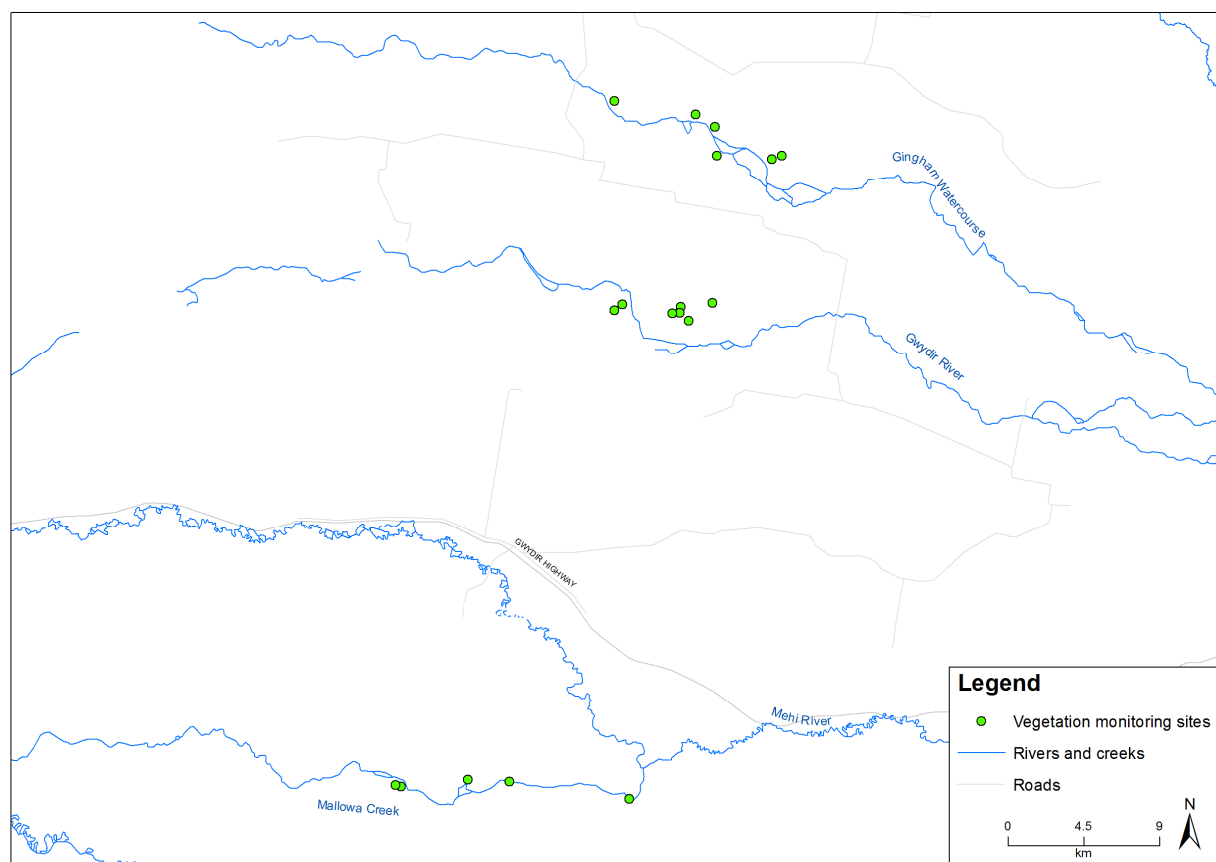 Gingham Watercourse
Gwydir River
GWYDIR HIGHWAY
Mehi River
Mallowa Creek
Legend
Vegetation monitoring sites
Rivers and creeks
Roads
N
0 4.5 9
km